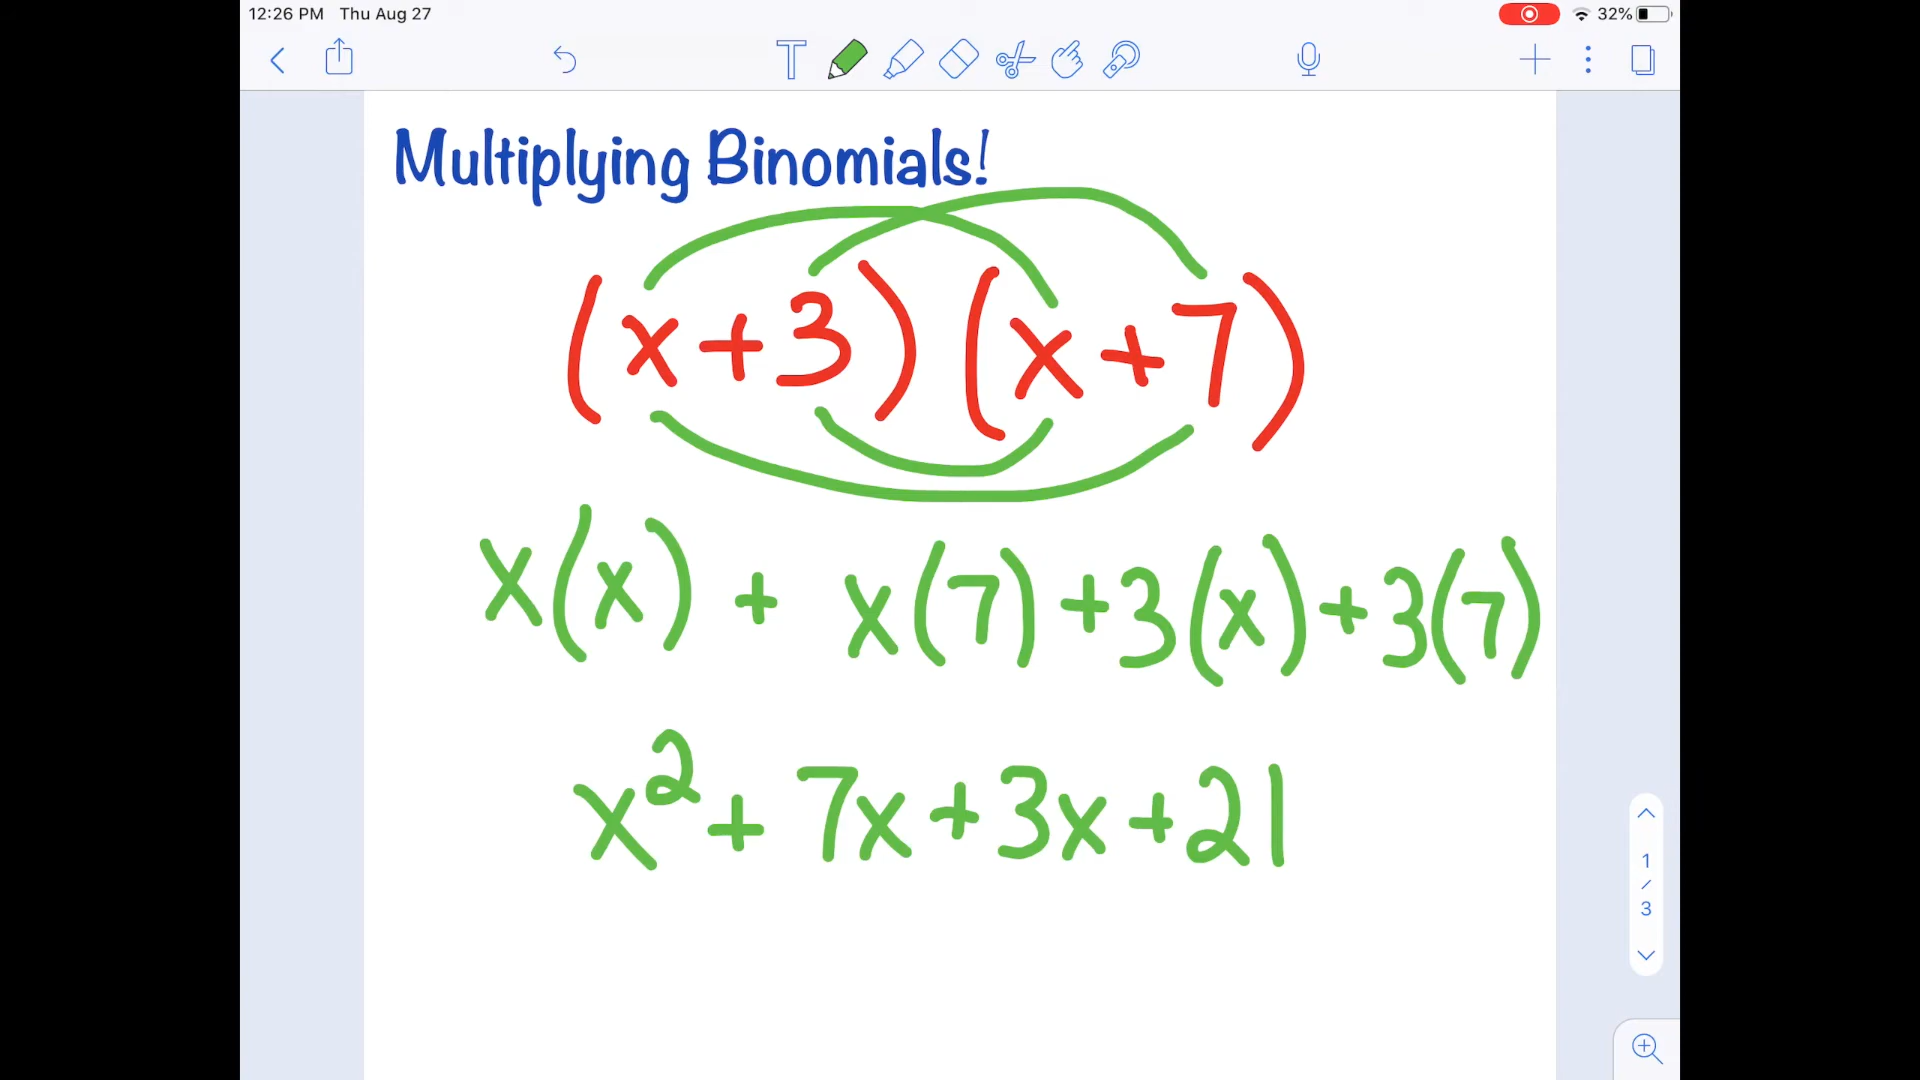 12:26 PM Thu Aug 27 32%
Multiplying Binomials!
(x+3)(x+7)
x(x) + x(7)+3(x)+3(7)
x²+ 7x+3x+21
1
/
3